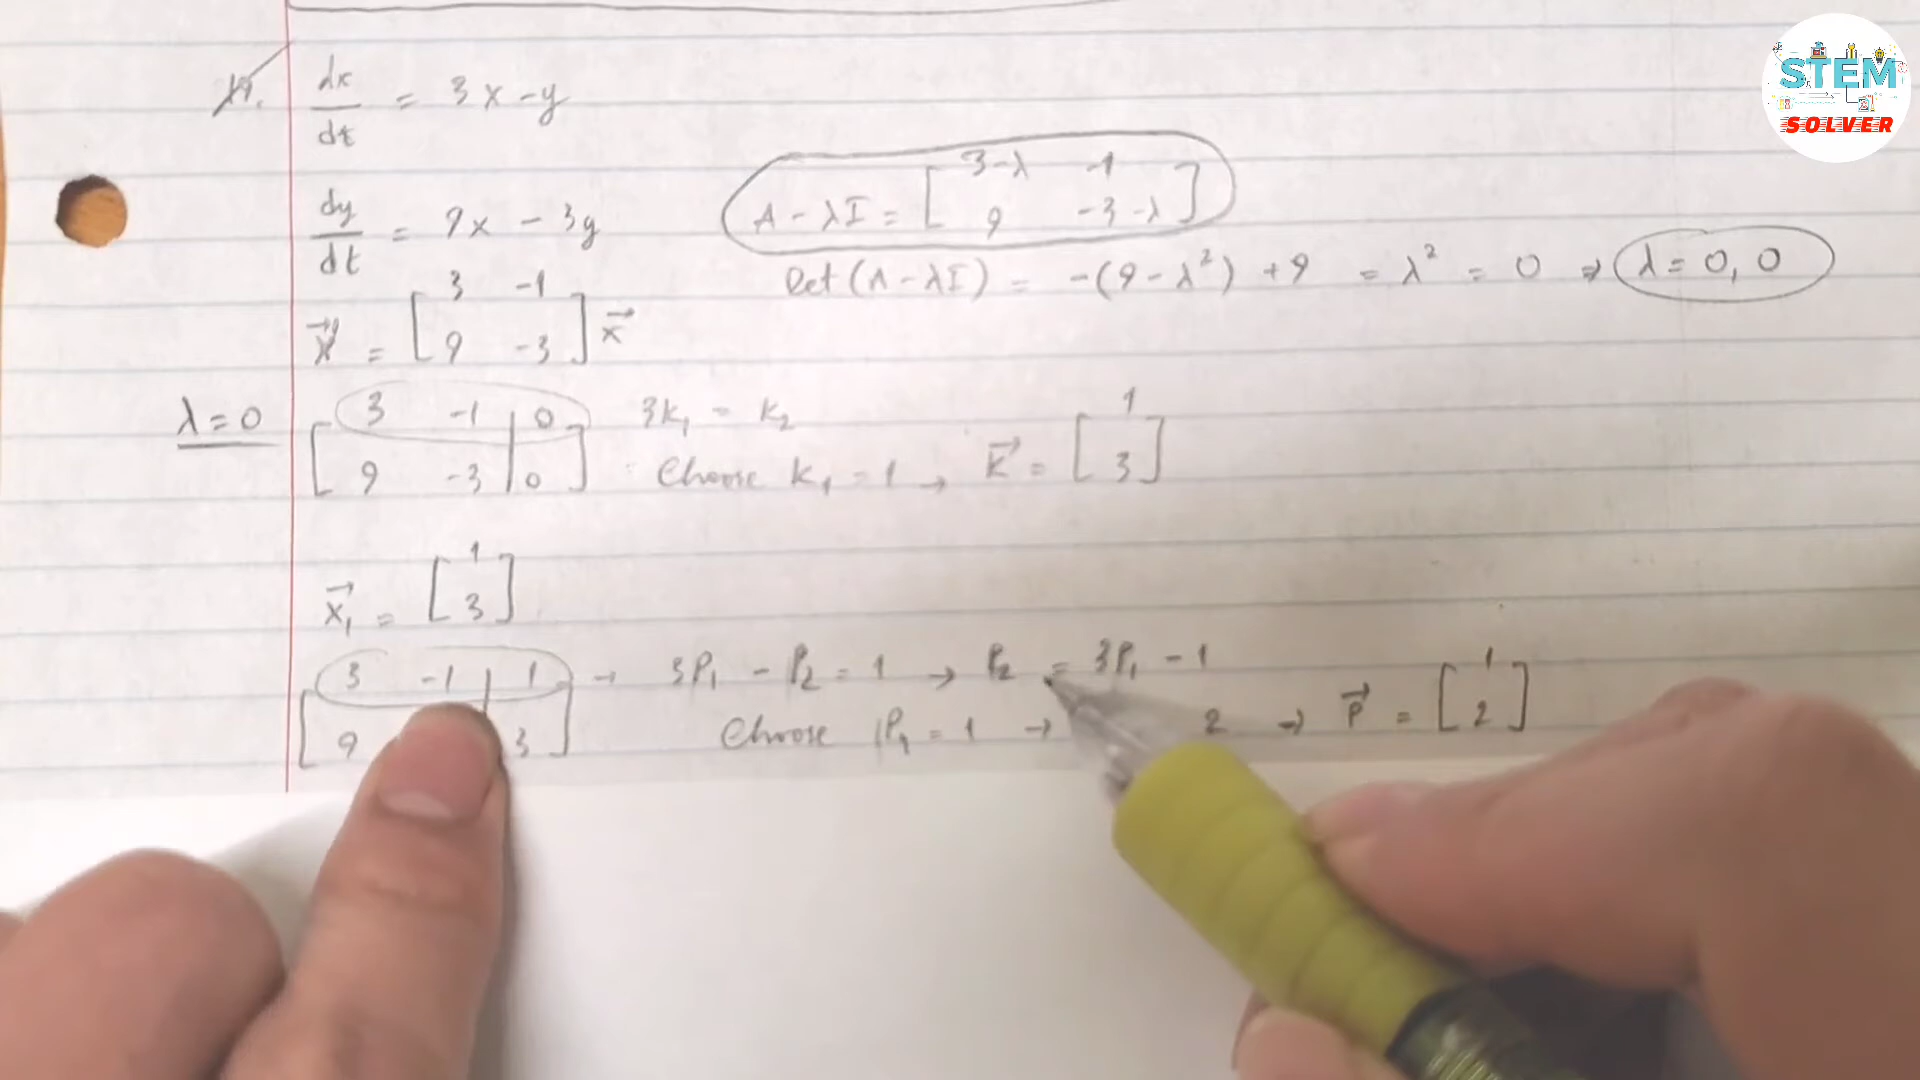 STEM
SOLVER
19. dx/dt = 3x - y
dy/dt = 9x - 3y
A - λI = [3-λ -1; 9 -3-λ]
Det(A - λI) = -(9 - λ²) + 9 = λ² = 0 ⇒ λ = 0, 0
X⃗' = [3 -1; 9 -3] x⃗
λ = 0 [3 -1 | 0; 9 -3 | 0] 3k₁ = k₂
Choose k₁ = 1 → K⃗ = [1; 3]
X⃗₁ = [1; 3]
[3 -1 | 1; 9 | 3] → 3P₁ - P₂ = 1 → P₂ = 3P₁ - 1
Choose P₁ = 1 → 2 → P⃗ = [1; 2]